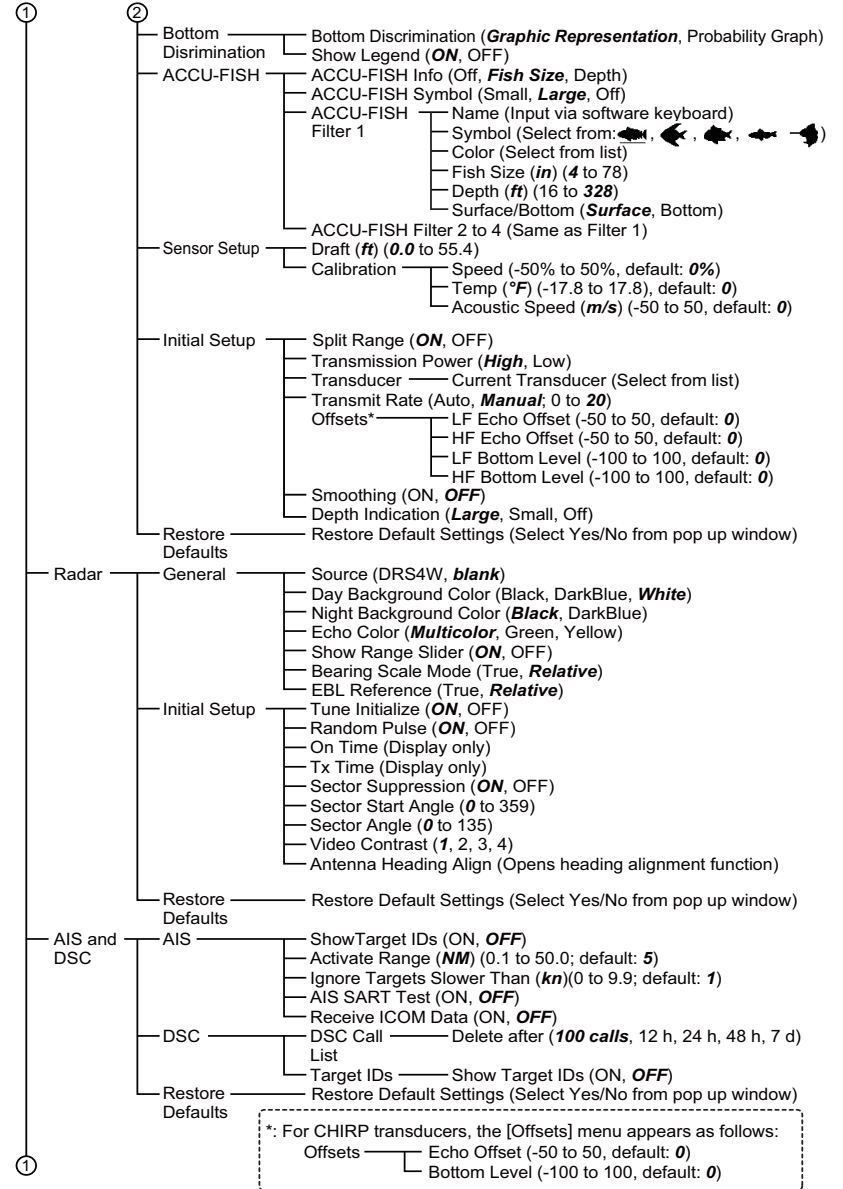 ① ②
Bottom Disrimination
Bottom Discrimination (Graphic Representation, Probability Graph)
Show Legend (ON, OFF)
ACCU-FISH
ACCU-FISH Info (Off, Fish Size, Depth)
ACCU-FISH Symbol (Small, Large, Off)
ACCU-FISH Filter 1
Name (Input via software keyboard)
Symbol (Select from: , , , )
Color (Select from list)
Fish Size (in) (4 to 78)
Depth (ft) (16 to 328)
Surface/Bottom (Surface, Bottom)
ACCU-FISH Filter 2 to 4 (Same as Filter 1)
Sensor Setup
Draft (ft) (0.0 to 55.4)
Calibration
Speed (-50% to 50%, default: 0%)
Temp (°F) (-17.8 to 17.8), default: 0)
Acoustic Speed (m/s) (-50 to 50, default: 0)
Initial Setup
Split Range (ON, OFF)
Transmission Power (High, Low)
Transducer
Current Transducer (Select from list)
Transmit Rate (Auto, Manual; 0 to 20)
Offsets*
LF Echo Offset (-50 to 50, default: 0)
HF Echo Offset (-50 to 50, default: 0)
LF Bottom Level (-100 to 100, default: 0)
HF Bottom Level (-100 to 100, default: 0)
Smoothing (ON, OFF)
Depth Indication (Large, Small, Off)
Restore Defaults
Restore Default Settings (Select Yes/No from pop up window)
Radar
General
Source (DRS4W, blank)
Day Background Color (Black, DarkBlue, White)
Night Background Color (Black, DarkBlue)
Echo Color (Multicolor, Green, Yellow)
Show Range Slider (ON, OFF)
Bearing Scale Mode (True, Relative)
EBL Reference (True, Relative)
Initial Setup
Tune Initialize (ON, OFF)
Random Pulse (ON, OFF)
On Time (Display only)
Tx Time (Display only)
Sector Suppression (ON, OFF)
Sector Start Angle (0 to 359)
Sector Angle (0 to 135)
Video Contrast (1, 2, 3, 4)
Antenna Heading Align (Opens heading alignment function)
Restore Defaults
Restore Default Settings (Select Yes/No from pop up window)
AIS and DSC
AIS
ShowTarget IDs (ON, OFF)
Activate Range (NM) (0.1 to 50.0; default: 5)
Ignore Targets Slower Than (kn)(0 to 9.9; default: 1)
AIS SART Test (ON, OFF)
Receive ICOM Data (ON, OFF)
DSC
DSC Call List
Delete after (100 calls, 12 h, 24 h, 48 h, 7 d)
Target IDs
Show Target IDs (ON, OFF)
Restore Defaults
Restore Default Settings (Select Yes/No from pop up window)
*: For CHIRP transducers, the [Offsets] menu appears as follows:
Offsets
Echo Offset (-50 to 50, default: 0)
Bottom Level (-100 to 100, default: 0)
①